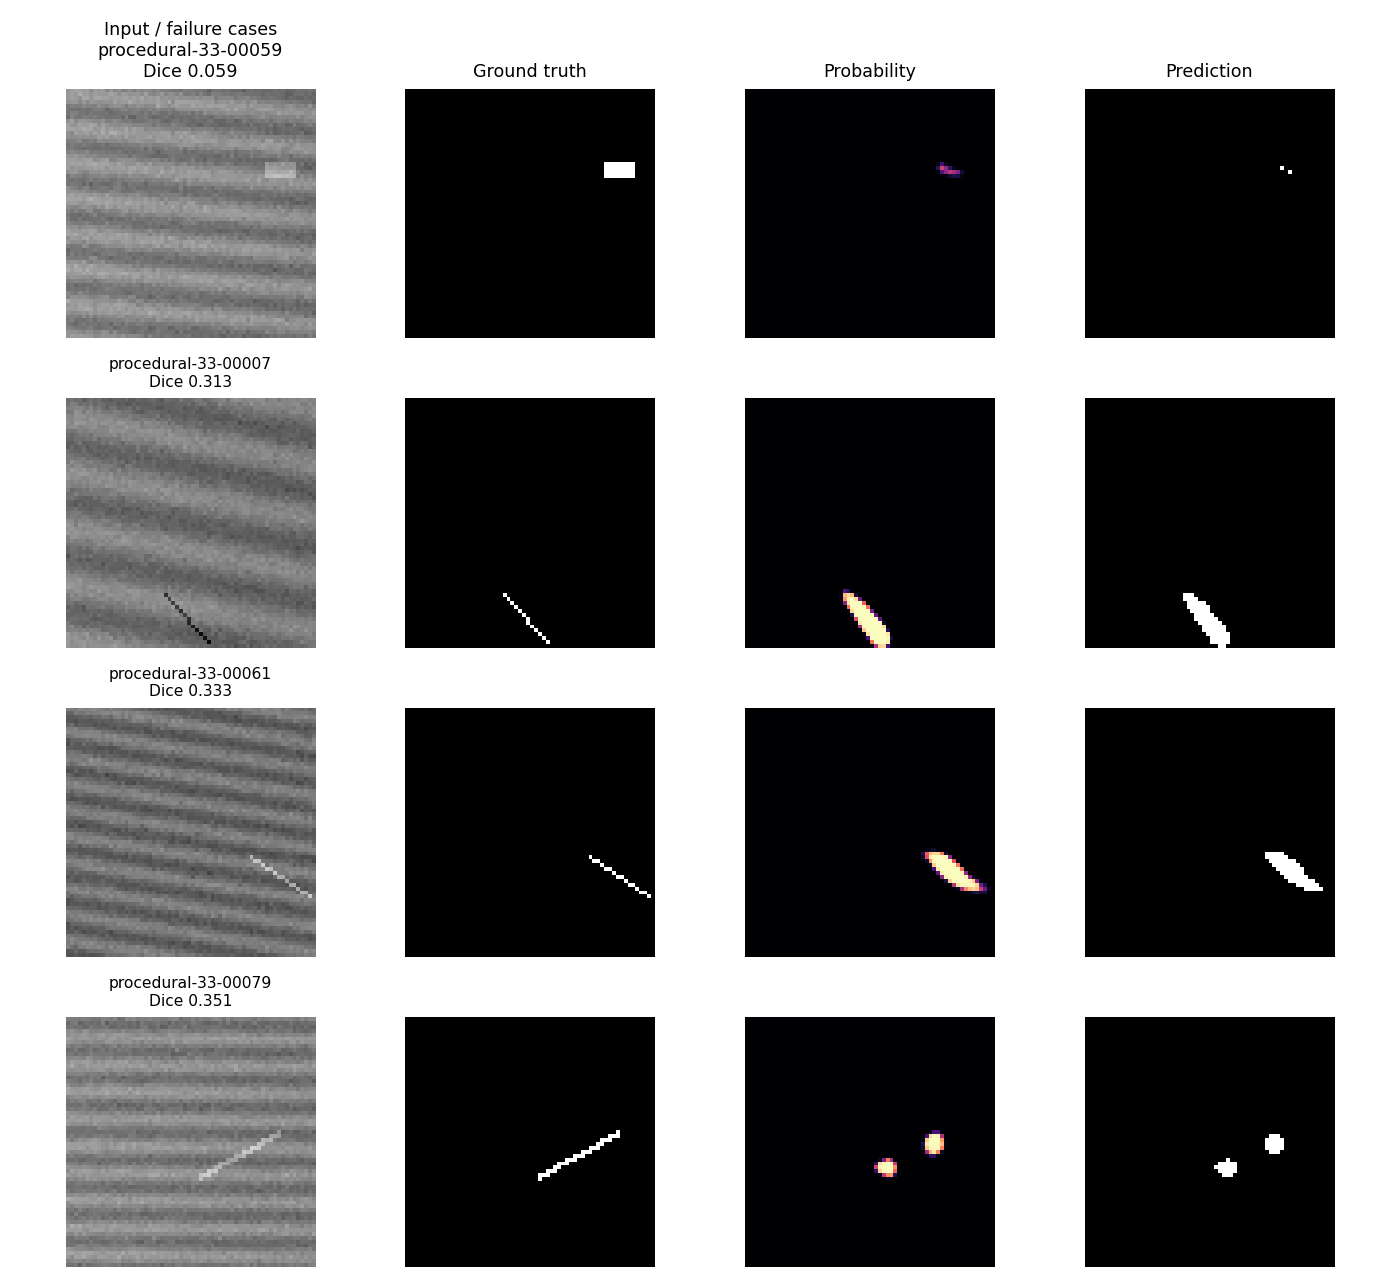 Input / failure cases
procedural-33-00059
Dice 0.059
Ground truth
Probability
Prediction
procedural-33-00007
Dice 0.313
procedural-33-00061
Dice 0.333
procedural-33-00079
Dice 0.351